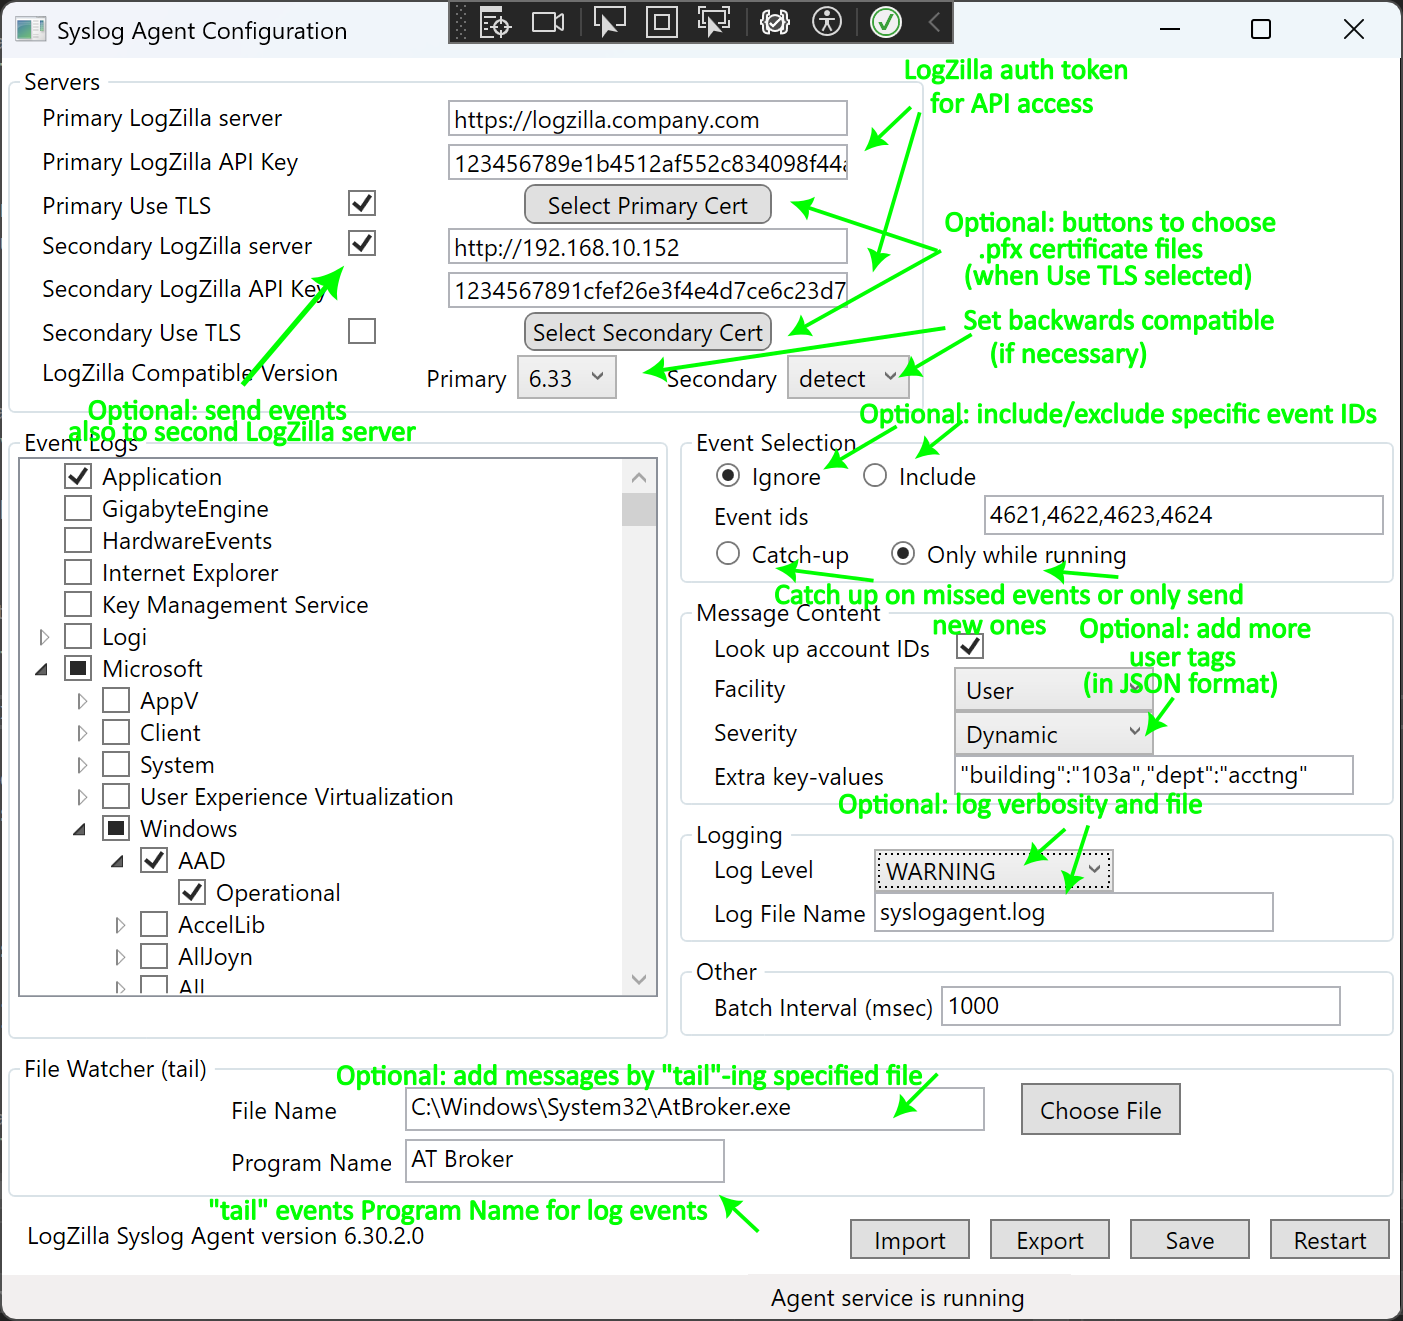 Syslog Agent Configuration
LogZilla auth token
for API access
Servers
Primary LogZilla server
https://logzilla.company.com
Primary LogZilla API Key
123456789e1b4512af552c834098f44a
Primary Use TLS
Select Primary Cert
Optional: buttons to choose
.pfx certificate files
(when Use TLS selected)
Secondary LogZilla server
http://192.168.10.152
Secondary LogZilla API Key
1234567891cfef26e3f4e4d7ce6c23d7
Secondary Use TLS
Select Secondary Cert
Set backwards compatible
(if necessary)
LogZilla Compatible Version
Primary
6.33
Secondary
detect
Optional: send events
also to second LogZilla server
Optional: include/exclude specific event IDs
Event Logs
Application
GigabyteEngine
HardwareEvents
Internet Explorer
Key Management Service
Logi
Microsoft
AppV
Client
System
User Experience Virtualization
Windows
AAD
Operational
AccelLib
AllJoyn
All
Event Selection
Ignore
Include
Event ids
4621,4622,4623,4624
Catch-up
Only while running
Catch up on missed events or only send
new ones
Message Content
Optional: add more
user tags
(in JSON format)
Look up account IDs
Facility
User
Severity
Dynamic
Extra key-values
"building":"103a","dept":"acctng"
Optional: log verbosity and file
Logging
Log Level
WARNING
Log File Name
syslogagent.log
Other
Batch Interval (msec)
1000
File Watcher (tail)
Optional: add messages by "tail"-ing specified file
File Name
C:\Windows\System32\AtBroker.exe
Choose File
Program Name
AT Broker
"tail" events Program Name for log events
LogZilla Syslog Agent version 6.30.2.0
Import
Export
Save
Restart
Agent service is running